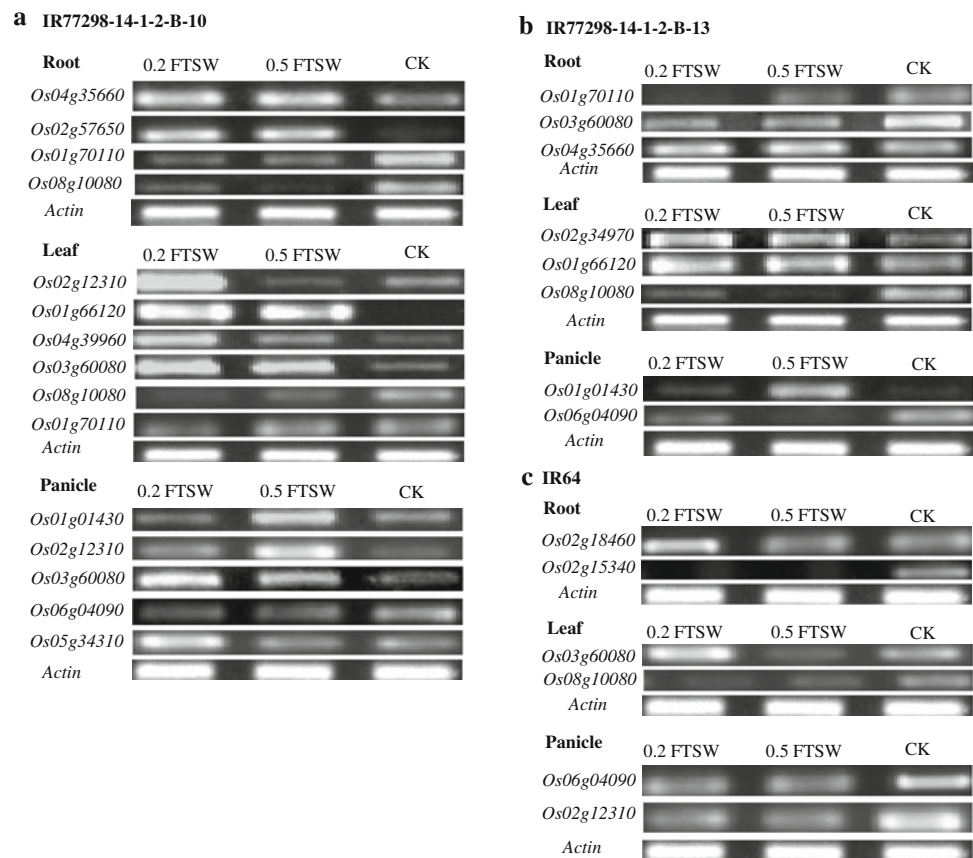 a IR77298-14-1-2-B-10
Root 0.2 FTSW 0.5 FTSW CK
Os04g35660
Os02g57650
Os01g70110
Os08g10080
Actin
Leaf 0.2 FTSW 0.5 FTSW CK
Os02g12310
Os01g66120
Os04g39960
Os03g60080
Os08g10080
Os01g70110
Actin
Panicle 0.2 FTSW 0.5 FTSW CK
Os01g01430
Os02g12310
Os03g60080
Os06g04090
Os05g34310
Actin
b IR77298-14-1-2-B-13
Root 0.2 FTSW 0.5 FTSW CK
Os01g70110
Os03g60080
Os04g35660
Actin
Leaf 0.2 FTSW 0.5 FTSW CK
Os02g34970
Os01g66120
Os08g10080
Actin
Panicle 0.2 FTSW 0.5 FTSW CK
Os01g01430
Os06g04090
Actin
c IR64
Root 0.2 FTSW 0.5 FTSW CK
Os02g18460
Os02g15340
Actin
Leaf 0.2 FTSW 0.5 FTSW CK
Os03g60080
Os08g10080
Actin
Panicle 0.2 FTSW 0.5 FTSW CK
Os06g04090
Os02g12310
Actin